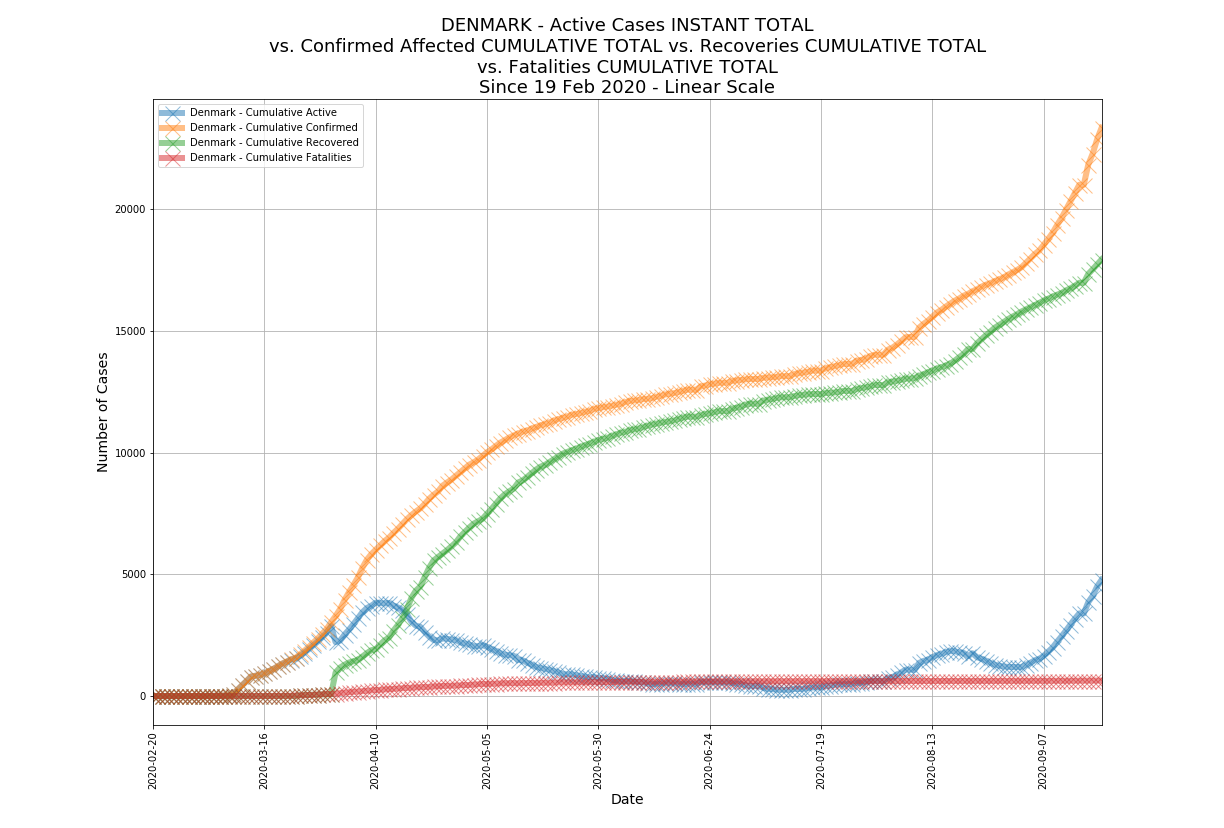 DENMARK - Active Cases INSTANT TOTAL
vs. Confirmed Affected CUMULATIVE TOTAL vs. Recoveries CUMULATIVE TOTAL
vs. Fatalities CUMULATIVE TOTAL
Since 19 Feb 2020 - Linear Scale
Denmark - Cumulative Active
Denmark - Cumulative Confirmed
Denmark - Cumulative Recovered
Denmark - Cumulative Fatalities
Number of Cases
20000
15000
10000
5000
0
2020-02-20
2020-03-16
2020-04-10
2020-05-05
2020-05-30
2020-06-24
2020-07-19
2020-08-13
2020-09-07
Date